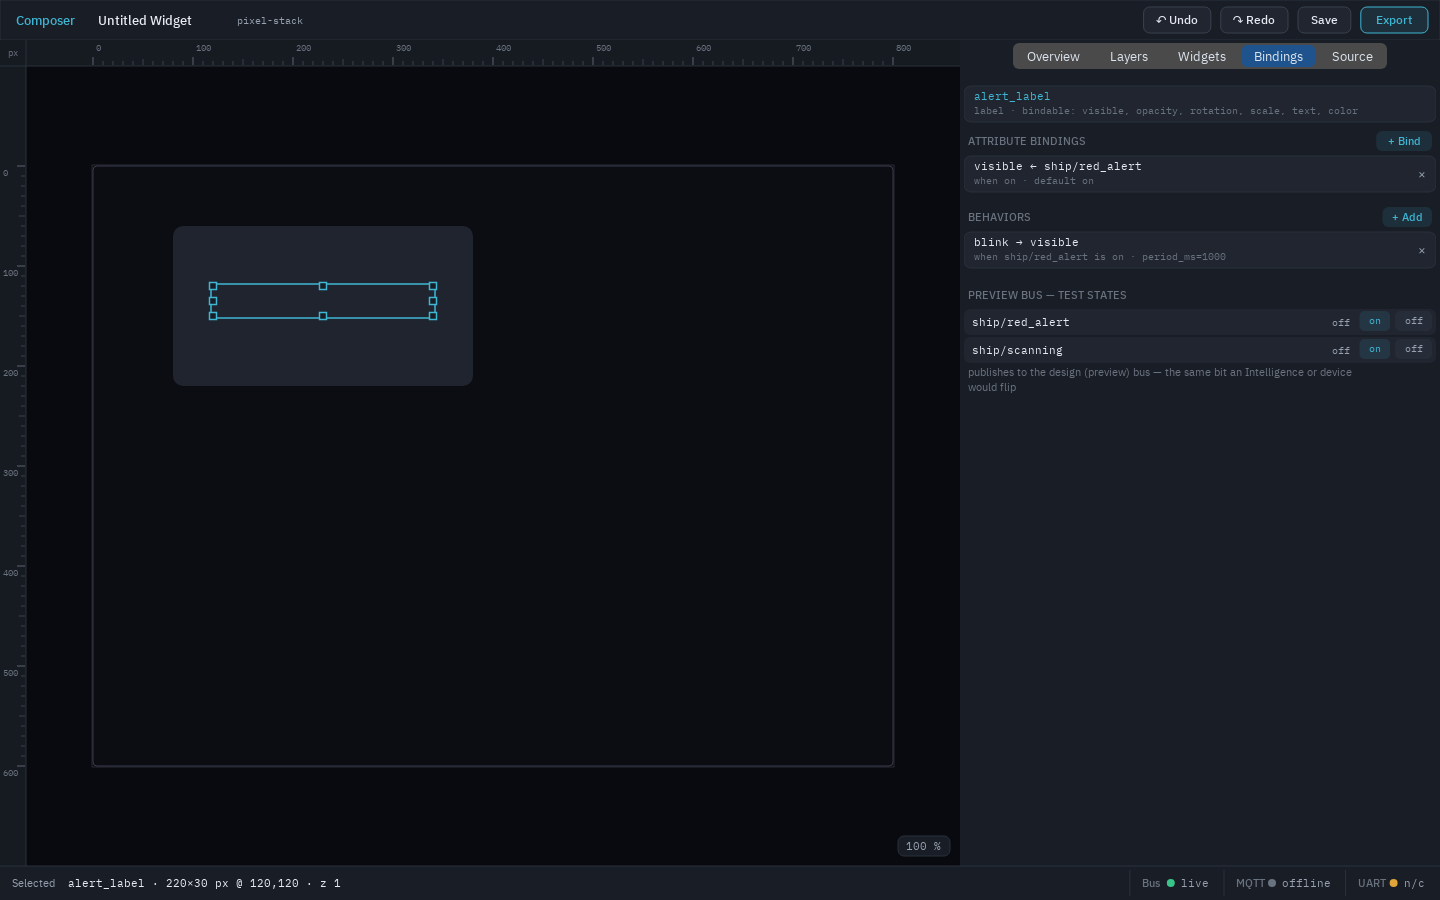 Composer Untitled Widget pixel-stack ↶ Undo ↷ Redo Save Export
px 0 100 200 300 400 500 600 700 800
Overview Layers Widgets Bindings Source
alert_label
label · bindable: visible, opacity, rotation, scale, text, color
ATTRIBUTE BINDINGS + Bind
visible ← ship/red_alert ×
when on · default on
BEHAVIORS + Add
blink → visible ×
when ship/red_alert is on · period_ms=1000
PREVIEW BUS — TEST STATES
ship/red_alert off on off
ship/scanning off on off
publishes to the design (preview) bus — the same bit an Intelligence or device
would flip
0
100
200
300
400
500
600
100 %
Selected alert_label · 220×30 px @ 120,120 · z 1 Bus live MQTT offline UART n/c